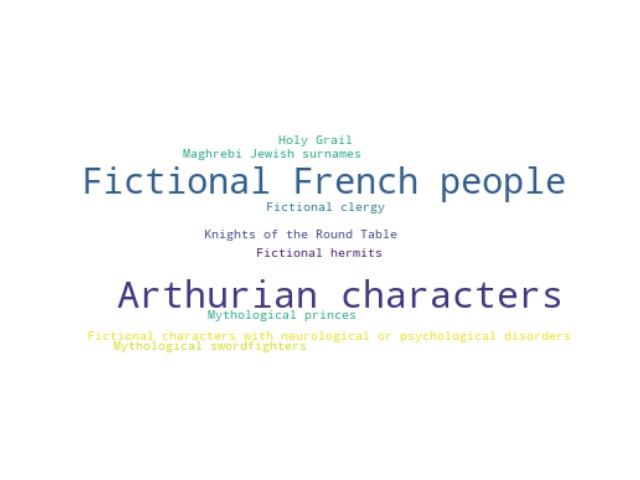 Holy Grail
Maghrebi Jewish surnames
Fictional French people
Fictional clergy
Knights of the Round Table
Fictional hermits
Arthurian characters
Mythological princes
Fictional characters with neurological or psychological disorders
Mythological swordfighters